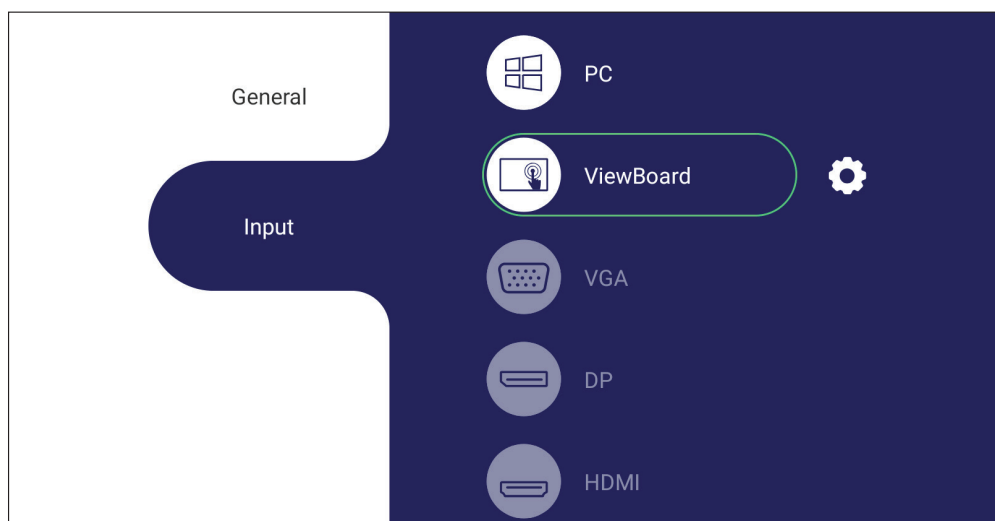 General
Input
PC
ViewBoard
VGA
DP
HDMI